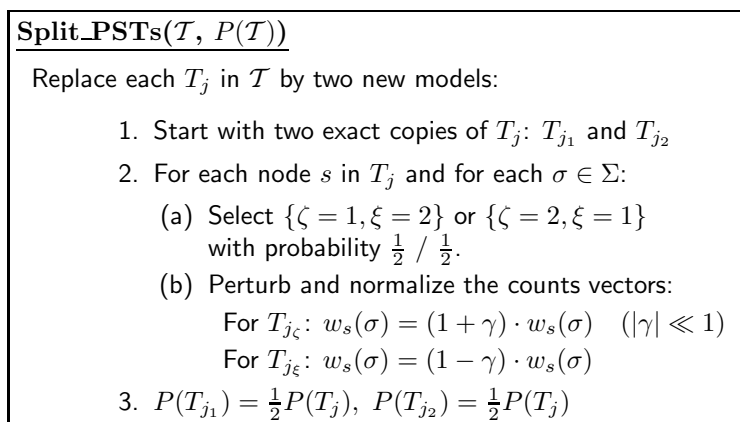 Split_PSTs(𝒯, P(𝒯))
Replace each T_j in 𝒯 by two new models:
1. Start with two exact copies of T_j: T_{j_1} and T_{j_2}
2. For each node s in T_j and for each σ ∈ Σ:
(a) Select {ζ = 1, ξ = 2} or {ζ = 2, ξ = 1}
with probability 1/2 / 1/2.
(b) Perturb and normalize the counts vectors:
For T_{j_ζ}: w_s(σ) = (1 + γ) · w_s(σ) (|γ| ≪ 1)
For T_{j_ξ}: w_s(σ) = (1 − γ) · w_s(σ)
3. P(T_{j_1}) = 1/2 P(T_j), P(T_{j_2}) = 1/2 P(T_j)